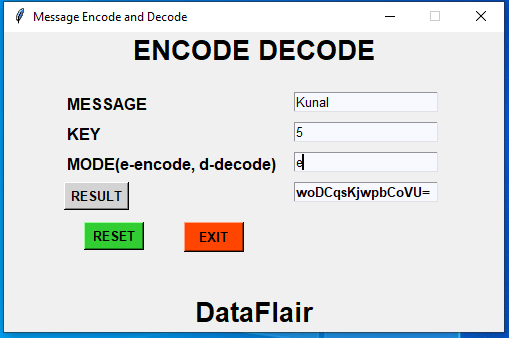 Message Encode and Decode
ENCODE DECODE
MESSAGE Kunal
KEY 5
MODE(e-encode, d-decode) e
RESULT woDCqsKjwpbCoVU=
RESET EXIT
DataFlair